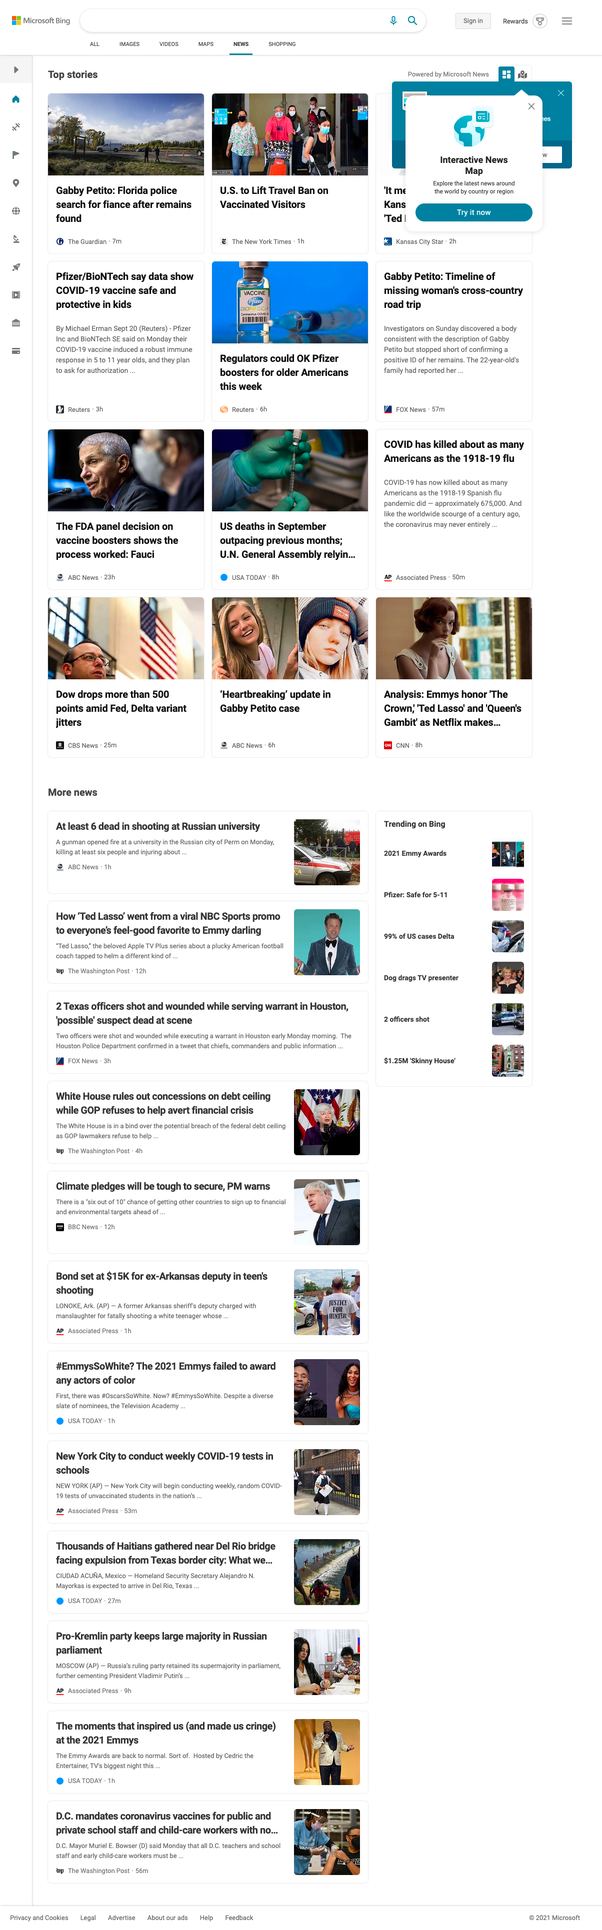 Microsoft Bing
Sign in
Rewards
ALL
IMAGES
VIDEOS
MAPS
NEWS
SHOPPING
Top stories
Powered by Microsoft News
Interactive News
Map
Explore the latest news around
the world by country or region
Try it now
Gabby Petito: Florida police
search for fiance after remains
found
The Guardian · 7m
U.S. to Lift Travel Ban on
Vaccinated Visitors
The New York Times · 1h
'It me
Kans
'Ted l
Kansas City Star · 2h
Pfizer/BioNTech say data show
COVID-19 vaccine safe and
protective in kids
By Michael Erman Sept 20 (Reuters) - Pfizer
Inc and BioNTech SE said on Monday their
COVID-19 vaccine induced a robust immune
response in 5 to 11 year olds, and they plan
to ask for authorization ...
Reuters · 3h
VACCINE
Regulators could OK Pfizer
boosters for older Americans
this week
Reuters · 6h
Gabby Petito: Timeline of
missing woman's cross-country
road trip
Investigators on Sunday discovered a body
consistent with the description of Gabby
Petito but stopped short of confirming a
positive ID of her remains. The 22-year-old's
family had reported her ...
FOX News · 57m
The FDA panel decision on
vaccine boosters shows the
process worked: Fauci
ABC News · 23h
US deaths in September
outpacing previous months;
U.N. General Assembly relyin...
USA TODAY · 8h
COVID has killed about as many
Americans as the 1918-19 flu
COVID-19 has now killed about as many
Americans as the 1918-19 Spanish flu
pandemic did — approximately 675,000. And
like the worldwide scourge of a century ago,
the coronavirus may never entirely ...
AP Associated Press · 50m
Dow drops more than 500
points amid Fed, Delta variant
jitters
CBS News · 25m
‘Heartbreaking’ update in
Gabby Petito case
ABC News · 6h
Analysis: Emmys honor 'The
Crown,' 'Ted Lasso' and 'Queen's
Gambit' as Netflix makes...
CNN · 8h
More news
At least 6 dead in shooting at Russian university
A gunman opened fire at a university in the Russian city of Perm on Monday,
killing at least six people and injuring about ...
ABC News · 1h
How ‘Ted Lasso’ went from a viral NBC Sports promo
to everyone’s feel-good favorite to Emmy darling
“Ted Lasso,” the beloved Apple TV Plus series about a plucky American football
coach tapped to helm a different kind of ...
wp The Washington Post · 12h
2 Texas officers shot and wounded while serving warrant in Houston,
'possible' suspect dead at scene
Two officers were shot and wounded while executing a warrant in Houston early Monday morning. The
Houston Police Department confirmed in a tweet that chiefs, commanders and public information ...
FOX News · 3h
White House rules out concessions on debt ceiling
while GOP refuses to help avert financial crisis
The White House is in a bind over the potential breach of the federal debt ceiling
as GOP lawmakers refuse to help ...
wp The Washington Post · 4h
Climate pledges will be tough to secure, PM warns
There is a "six out of 10" chance of getting other countries to sign up to financial
and environmental targets ahead of ...
BBC News · 12h
Bond set at $15K for ex-Arkansas deputy in teen's
shooting
LONOKE, Ark. (AP) — A former Arkansas sheriff's deputy charged with
manslaughter for fatally shooting a white teenager whose ...
AP Associated Press · 1h
JUSTICE
FOR
HUNTER
#EmmysSoWhite? The 2021 Emmys failed to award
any actors of color
First, there was #OscarsSoWhite. Now? #EmmysSoWhite. Despite a diverse
slate of nominees, the Television Academy ...
USA TODAY · 1h
New York City to conduct weekly COVID-19 tests in
schools
NEW YORK (AP) — New York City will begin conducting weekly, random COVID-
19 tests of unvaccinated students in the nation's ...
AP Associated Press · 53m
Thousands of Haitians gathered near Del Rio bridge
facing expulsion from Texas border city: What we...
CIUDAD ACUÑA, Mexico — Homeland Security Secretary Alejandro N.
Mayorkas is expected to arrive in Del Rio, Texas ...
USA TODAY · 27m
Pro-Kremlin party keeps large majority in Russian
parliament
MOSCOW (AP) — Russia's ruling party retained its supermajority in parliament,
further cementing President Vladimir Putin's ...
AP Associated Press · 9h
The moments that inspired us (and made us cringe)
at the 2021 Emmys
The Emmy Awards are back to normal. Sort of. Hosted by Cedric the
Entertainer, TV's biggest night this ...
USA TODAY · 1h
D.C. mandates coronavirus vaccines for public and
private school staff and child-care workers with no...
D.C. Mayor Muriel E. Bowser (D) said Monday that all D.C. teachers and school
staff and early child-care workers must be ...
wp The Washington Post · 56m
Trending on Bing
2021 Emmy Awards
Pfizer: Safe for 5-11
99% of US cases Delta
Dog drags TV presenter
2 officers shot
$1.25M 'Skinny House'
Privacy and Cookies
Legal
Advertise
About our ads
Help
Feedback
© 2021 Microsoft